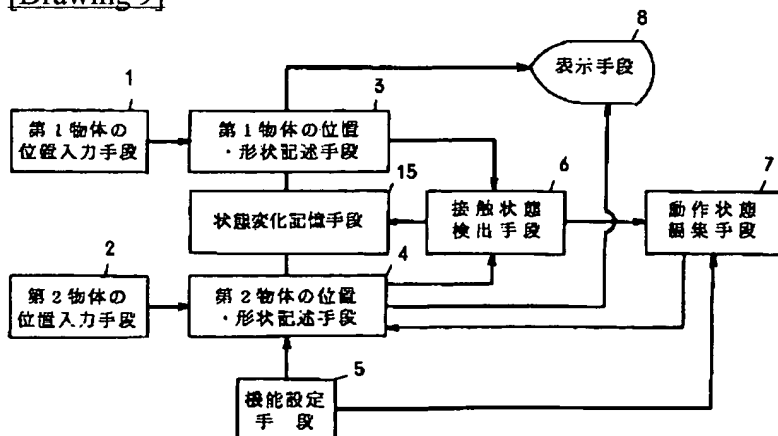 [Drawing 9]
8
表示手段
1
第1物体の
位置入力手段
3
第1物体の位置
・形状記述手段
15
状態変化記憶手段
6
接触状態
検出手段
7
動作状態
編集手段
2
第2物体の
位置入力手段
4
第2物体の位置
・形状記述手段
5
機能設定
手段